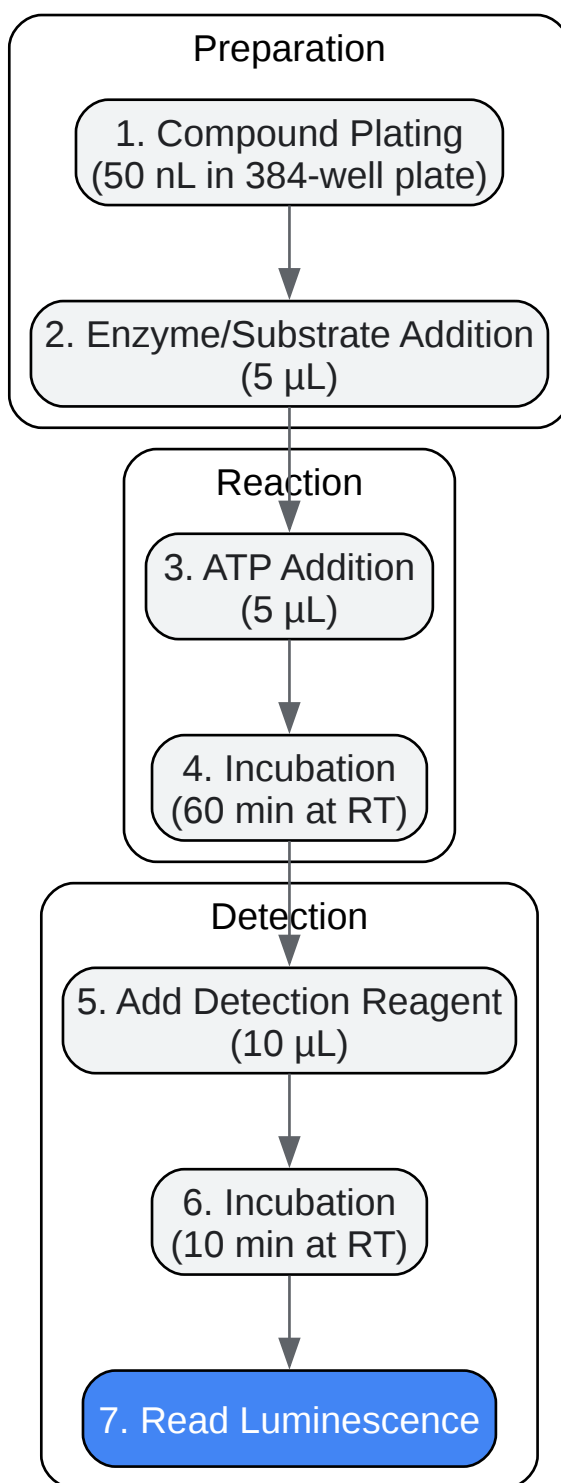 Preparation
1. Compound Plating
(50 nL in 384-well plate)
2. Enzyme/Substrate Addition
(5 µL)
Reaction
3. ATP Addition
(5 µL)
4. Incubation
(60 min at RT)
Detection
5. Add Detection Reagent
(10 µL)
6. Incubation
(10 min at RT)
7. Read Luminescence